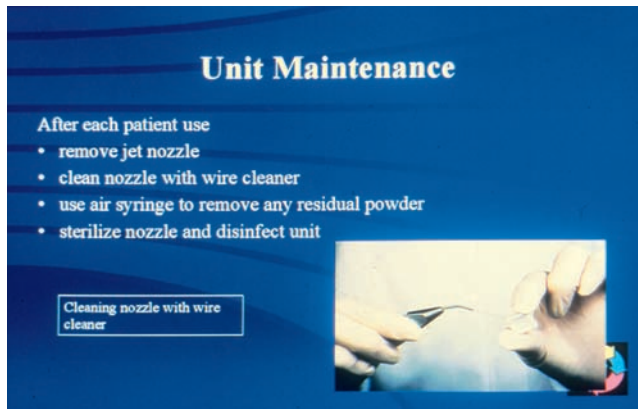 Unit Maintenance
After each patient use
• remove jet nozzle
• clean nozzle with wire cleaner
• use air syringe to remove any residual powder
• sterilize nozzle and disinfect unit
Cleaning nozzle with wire
cleaner